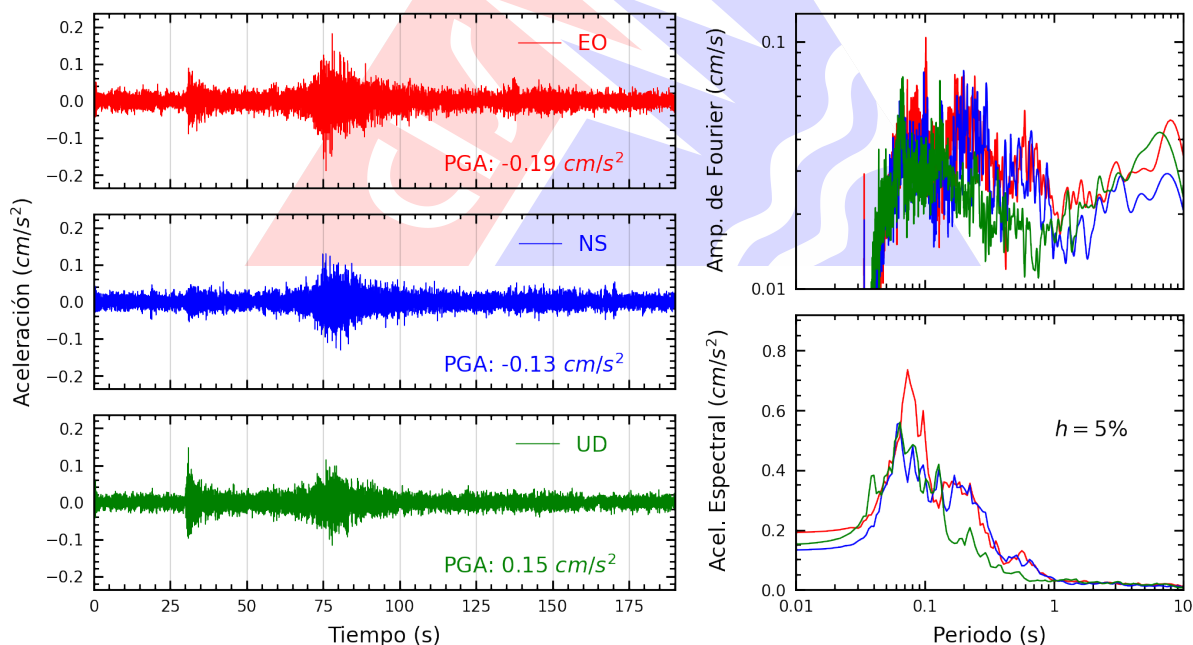 Aceleración (cm/s²)
0.2
0.1
0.0
−0.1
−0.2
EO
PGA: -0.19 cm/s²
0.2
0.1
0.0
−0.1
−0.2
NS
PGA: -0.13 cm/s²
0.2
0.1
0.0
−0.1
−0.2
UD
PGA: 0.15 cm/s²
0 25 50 75 100 125 150 175
Tiempo (s)
Amp. de Fourier (cm/s)
0.1
0.01
Acel. Espectral (cm/s²)
0.8
0.6
0.4
0.2
0.0
h = 5%
0.01 0.1 1 10
Periodo (s)